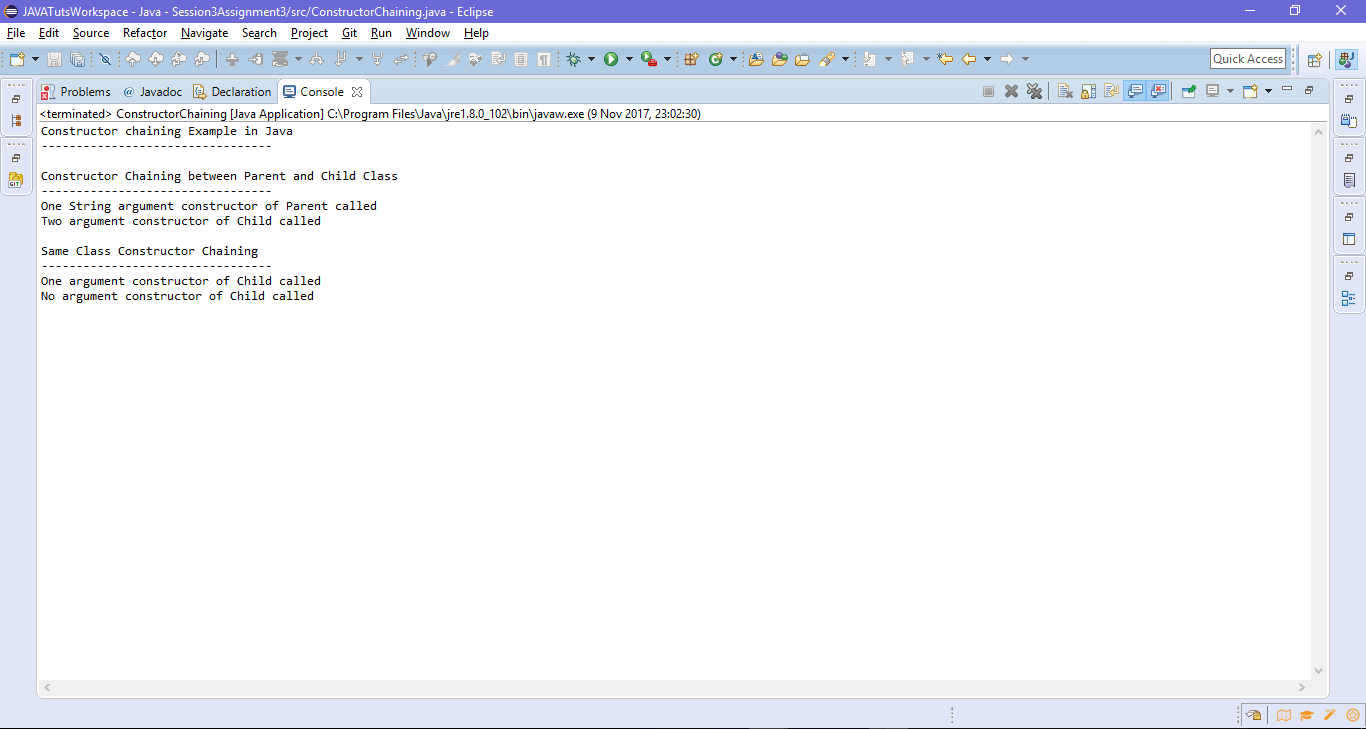 JAVATutsWorkspace - Java - Session3Assignment3/src/ConstructorChaining.java - Eclipse
File Edit Source Refactor Navigate Search Project Git Run Window Help
Quick Access
Problems @ Javadoc Declaration Console
<terminated> ConstructorChaining [Java Application] C:\Program Files\Java\jre1.8.0_102\bin\javaw.exe (9 Nov 2017, 23:02:30)
Constructor chaining Example in Java
---------------------------------
Constructor Chaining between Parent and Child Class
---------------------------------
One String argument constructor of Parent called
Two argument constructor of Child called
Same Class Constructor Chaining
---------------------------------
One argument constructor of Child called
No argument constructor of Child called
GIT